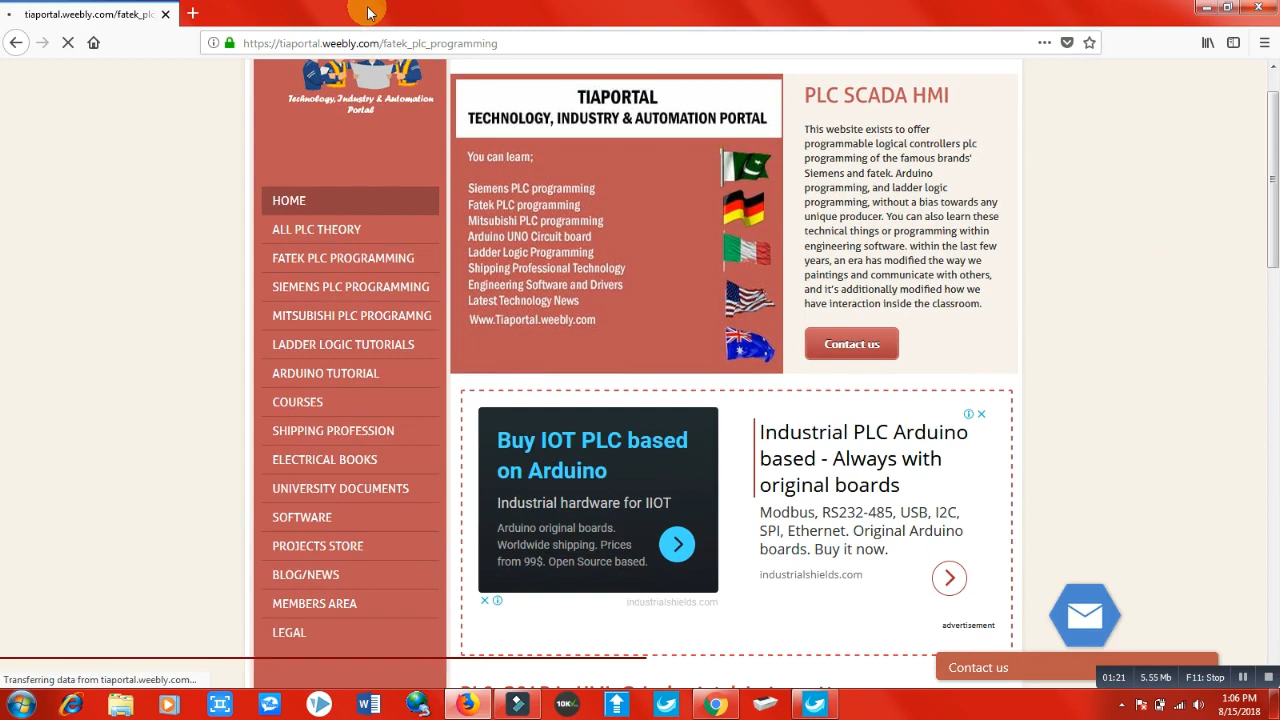 tiaportal.weebly.com/fatek_plc
https://tiaportal.weebly.com/fatek_plc_programming
Technology, Industry & Automation
Portal
HOME
ALL PLC THEORY
FATEK PLC PROGRAMMING
SIEMENS PLC PROGRAMMING
MITSUBISHI PLC PROGRAMNG
LADDER LOGIC TUTORIALS
ARDUINO TUTORIAL
COURSES
SHIPPING PROFESSION
ELECTRICAL BOOKS
UNIVERSITY DOCUMENTS
SOFTWARE
PROJECTS STORE
BLOG/NEWS
MEMBERS AREA
LEGAL
TIAPORTAL
TECHNOLOGY, INDUSTRY & AUTOMATION PORTAL
You can learn;
Siemens PLC programming
Fatek PLC programming
Mitsubishi PLC programming
Arduino UNO Circuit board
Ladder Logic Programming
Shipping Professional Technology
Engineering Software and Drivers
Latest Technology News
Www.Tiaportal.weebly.com
PLC SCADA HMI
This website exists to offer
programmable logical controllers plc
programming of the famous brands'
Siemens and fatek. Arduino
programming, and ladder logic
programming, without a bias towards any
unique producer. You can also learn these
technical things or programming within
engineering software. within the last few
years, an era has modified the way we
paintings and communicate with others,
and it's additionally modified how we
have interaction inside the classroom.
Contact us
Buy IOT PLC based
on Arduino
Industrial hardware for IIOT
Arduino original boards.
Worldwide shipping. Prices
from 99$. Open Source based.
industrialshields.com
Industrial PLC Arduino
based - Always with
original boards
Modbus, RS232-485, USB, I2C,
SPI, Ethernet. Original Arduino
boards. Buy it now.
industrialshields.com
advertisement
Contact us
Transferring data from tiaportal.weebly.com...
01:21 5.55 Mb F11: Stop
10K
1:06 PM
8/15/2018